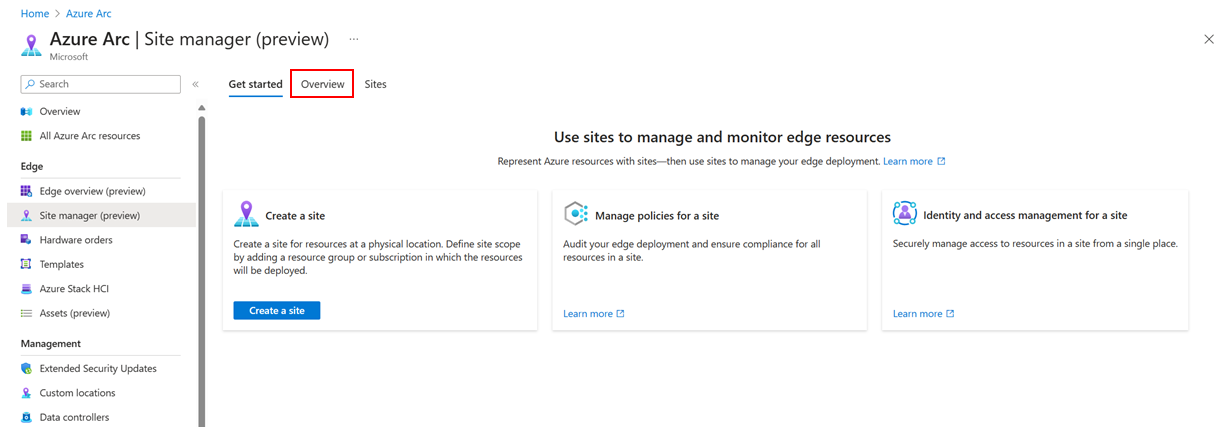 Home > Azure Arc
Azure Arc | Site manager (preview) ...
Microsoft
Search
«
Overview
All Azure Arc resources
Edge
Edge overview (preview)
Site manager (preview)
Hardware orders
Templates
Azure Stack HCI
Assets (preview)
Management
Extended Security Updates
Custom locations
Data controllers
Get started Overview Sites
Use sites to manage and monitor edge resources
Represent Azure resources with sites—then use sites to manage your edge deployment. Learn more
Create a site
Create a site for resources at a physical location. Define site scope
by adding a resource group or subscription in which the resources
will be deployed.
Create a site
Manage policies for a site
Audit your edge deployment and ensure compliance for all
resources in a site.
Learn more
Identity and access management for a site
Securely manage access to resources in a site from a single place.
Learn more